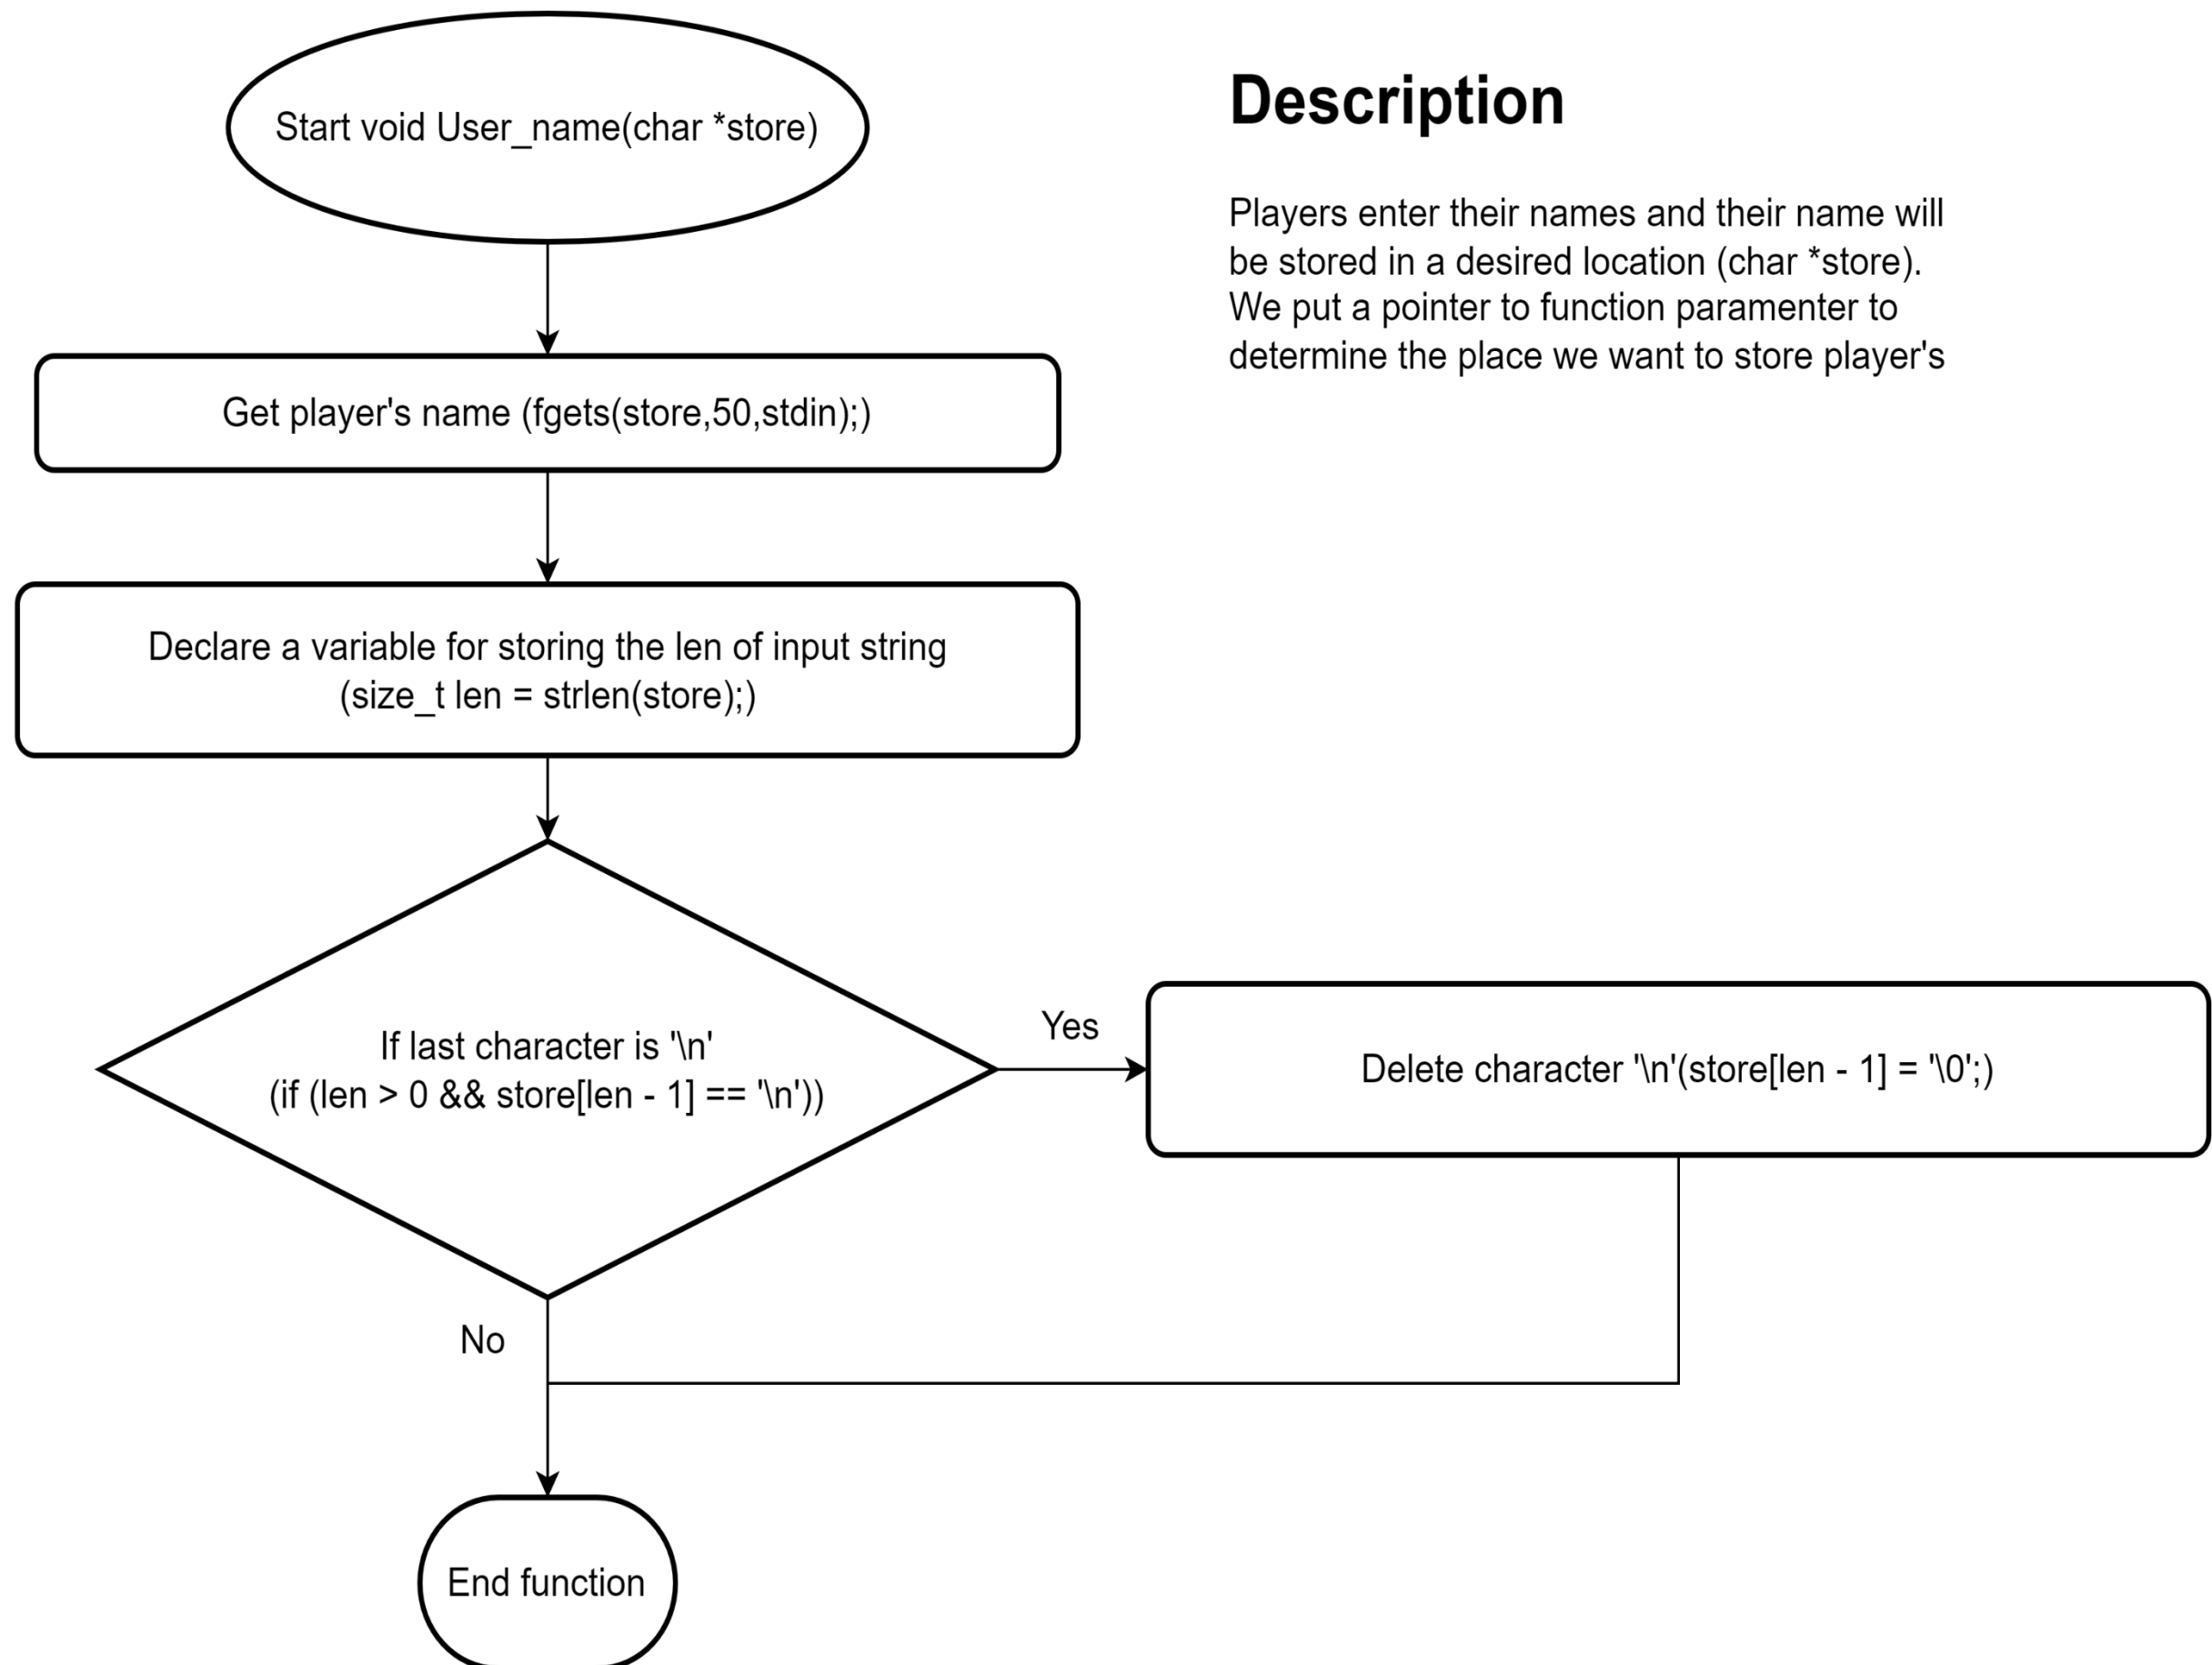 Start void User_name(char *store)
Description
Players enter their names and their name will
be stored in a desired location (char *store).
We put a pointer to function paramenter to
determine the place we want to store player's
Get player's name (fgets(store,50,stdin);)
Declare a variable for storing the len of input string
(size_t len = strlen(store);)
If last character is '\n'
(if (len > 0 && store[len - 1] == '\n'))
Yes
Delete character '\n'(store[len - 1] = '\0';)
No
End function